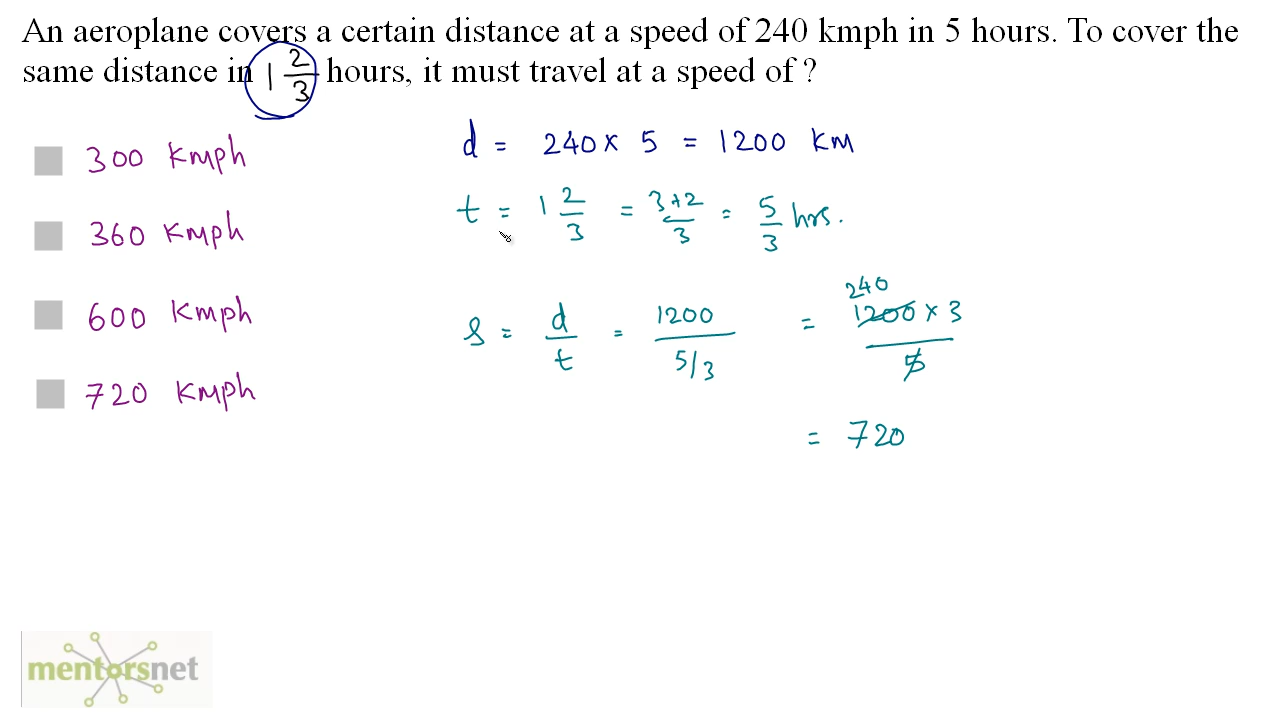 An aeroplane covers a certain distance at a speed of 240 kmph in 5 hours. To cover the
same distance in 1 2/3 hours, it must travel at a speed of ?
d = 240 x 5 = 1200 KM
300 Kmph
t = 1 2/3 = 3+2/3 = 5/3 hrs.
360 Kmph
240
600 Kmph
s = d/t = 1200/5/3 = 1200 x 3/5
720 Kmph
= 720
mentorsnet